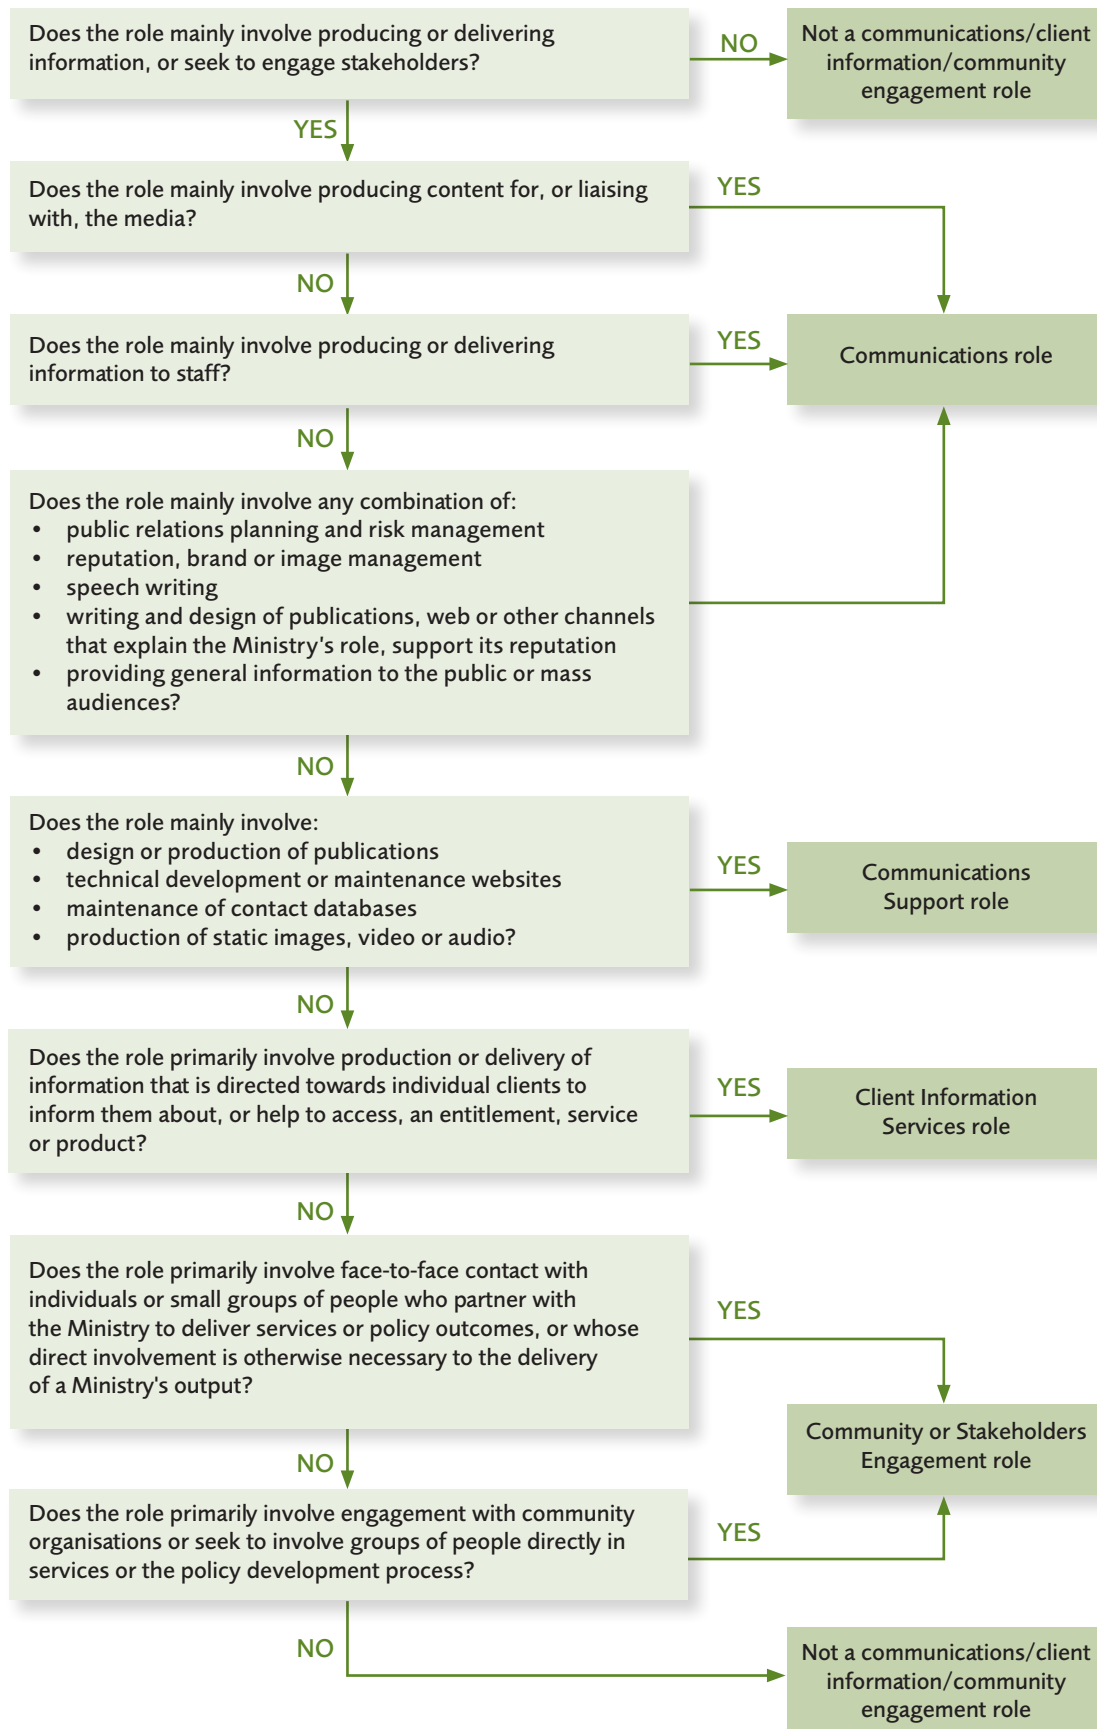 Does the role mainly involve producing or delivering
information, or seek to engage stakeholders?
NO
Not a communications/client
information/community
engagement role
YES
Does the role mainly involve producing content for, or liaising
with, the media?
YES
NO
Does the role mainly involve producing or delivering
information to staff?
YES
Communications role
NO
Does the role mainly involve any combination of:
• public relations planning and risk management
• reputation, brand or image management
• speech writing
• writing and design of publications, web or other channels
that explain the Ministry's role, support its reputation
• providing general information to the public or mass
audiences?
NO
Does the role mainly involve:
• design or production of publications
• technical development or maintenance websites
• maintenance of contact databases
• production of static images, video or audio?
YES
Communications
Support role
NO
Does the role primarily involve production or delivery of
information that is directed towards individual clients to
inform them about, or help to access, an entitlement, service
or product?
YES
Client Information
Services role
NO
Does the role primarily involve face-to-face contact with
individuals or small groups of people who partner with
the Ministry to deliver services or policy outcomes, or whose
direct involvement is otherwise necessary to the delivery
of a Ministry's output?
YES
Community or Stakeholders
Engagement role
NO
Does the role primarily involve engagement with community
organisations or seek to involve groups of people directly in
services or the policy development process?
YES
NO
Not a communications/client
information/community
engagement role